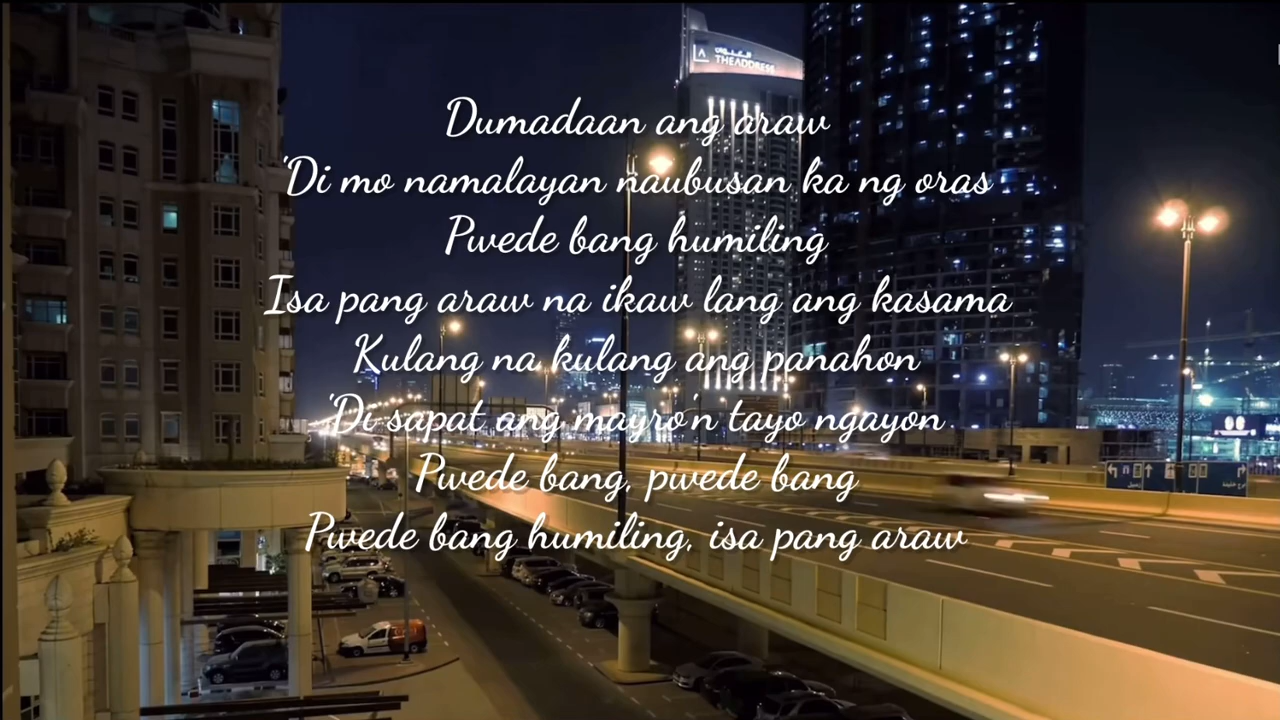 العنوان
THE ADDRESS
Dumadaan ang araw
'Di mo namalayan naubusan ka ng oras
Pwede bang humiling
Isa pang araw na ikaw lang ang kasama
Kulang na kulang ang panahon
'Di sapat ang mayro'n tayo ngayon
Pwede bang, pwede bang
Pwede bang humiling, isa pang araw